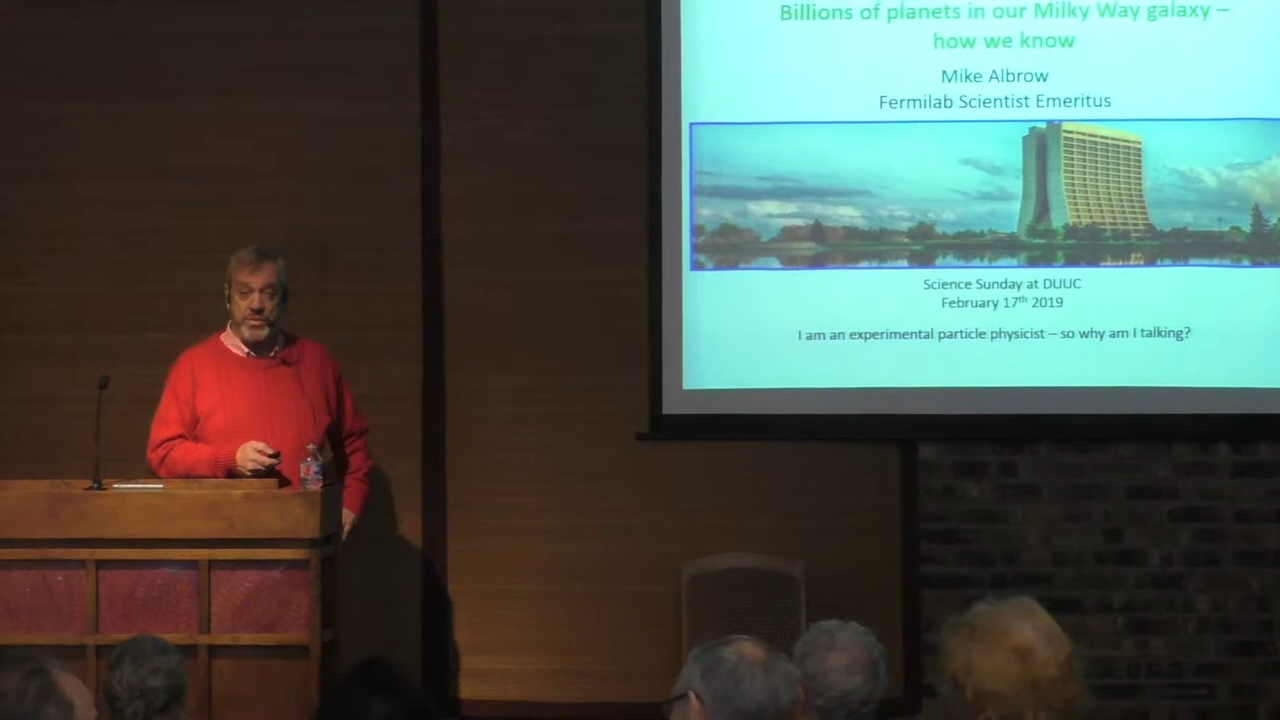 Billions of planets in our Milky Way galaxy –
how we know
Mike Albrow
Fermilab Scientist Emeritus
Science Sunday at DUUC
February 17th 2019
I am an experimental particle physicist – so why am I talking?